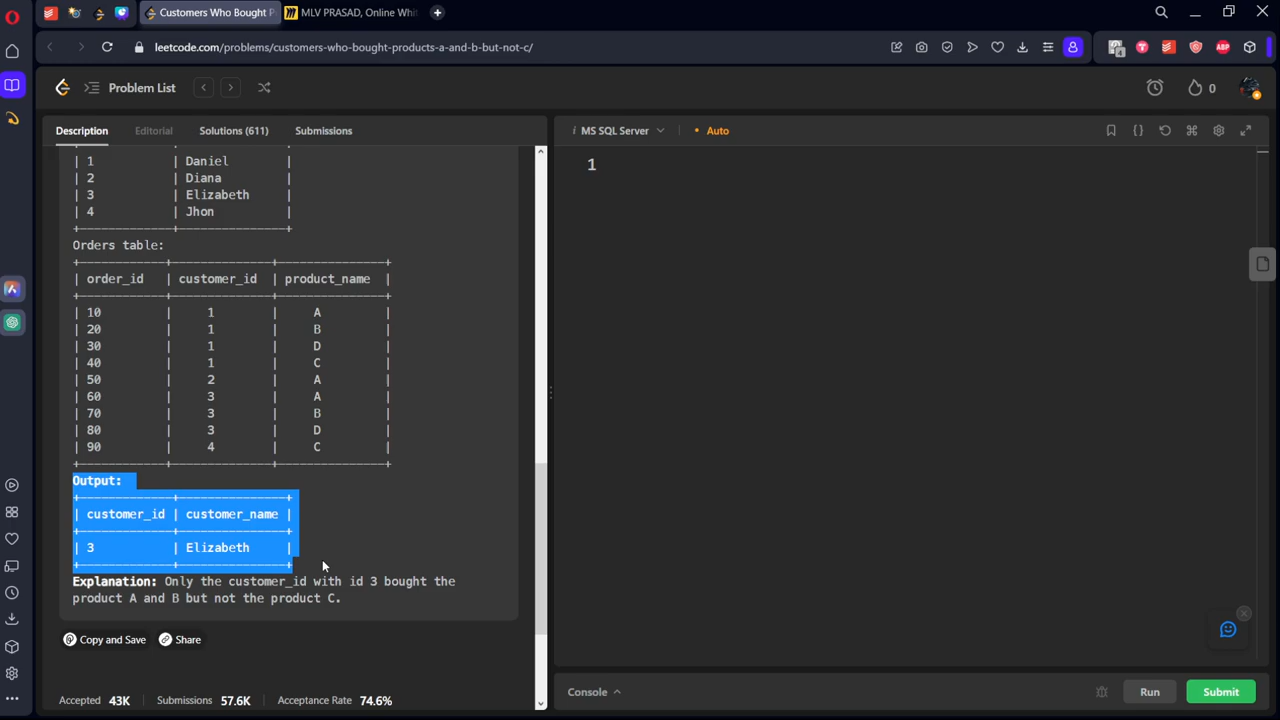 Customers Who Bought P
MLV PRASAD, Online Whit
leetcode.com/problems/customers-who-bought-products-a-and-b-but-not-c/
Problem List
0
Description
Editorial
Solutions (611)
Submissions
| 1 | Daniel |
| 2 | Diana |
| 3 | Elizabeth |
| 4 | Jhon |
Orders table:
| order_id | customer_id | product_name |
| 10 | 1 | A |
| 20 | 1 | B |
| 30 | 1 | D |
| 40 | 1 | C |
| 50 | 2 | A |
| 60 | 3 | A |
| 70 | 3 | B |
| 80 | 3 | D |
| 90 | 4 | C |
Output:
| customer_id | customer_name |
| 3 | Elizabeth |
Explanation: Only the customer_id with id 3 bought the
product A and B but not the product C.
Copy and Save
Share
Accepted 43K
Submissions 57.6K
Acceptance Rate 74.6%
i MS SQL Server
• Auto
1
Console
Run
Submit